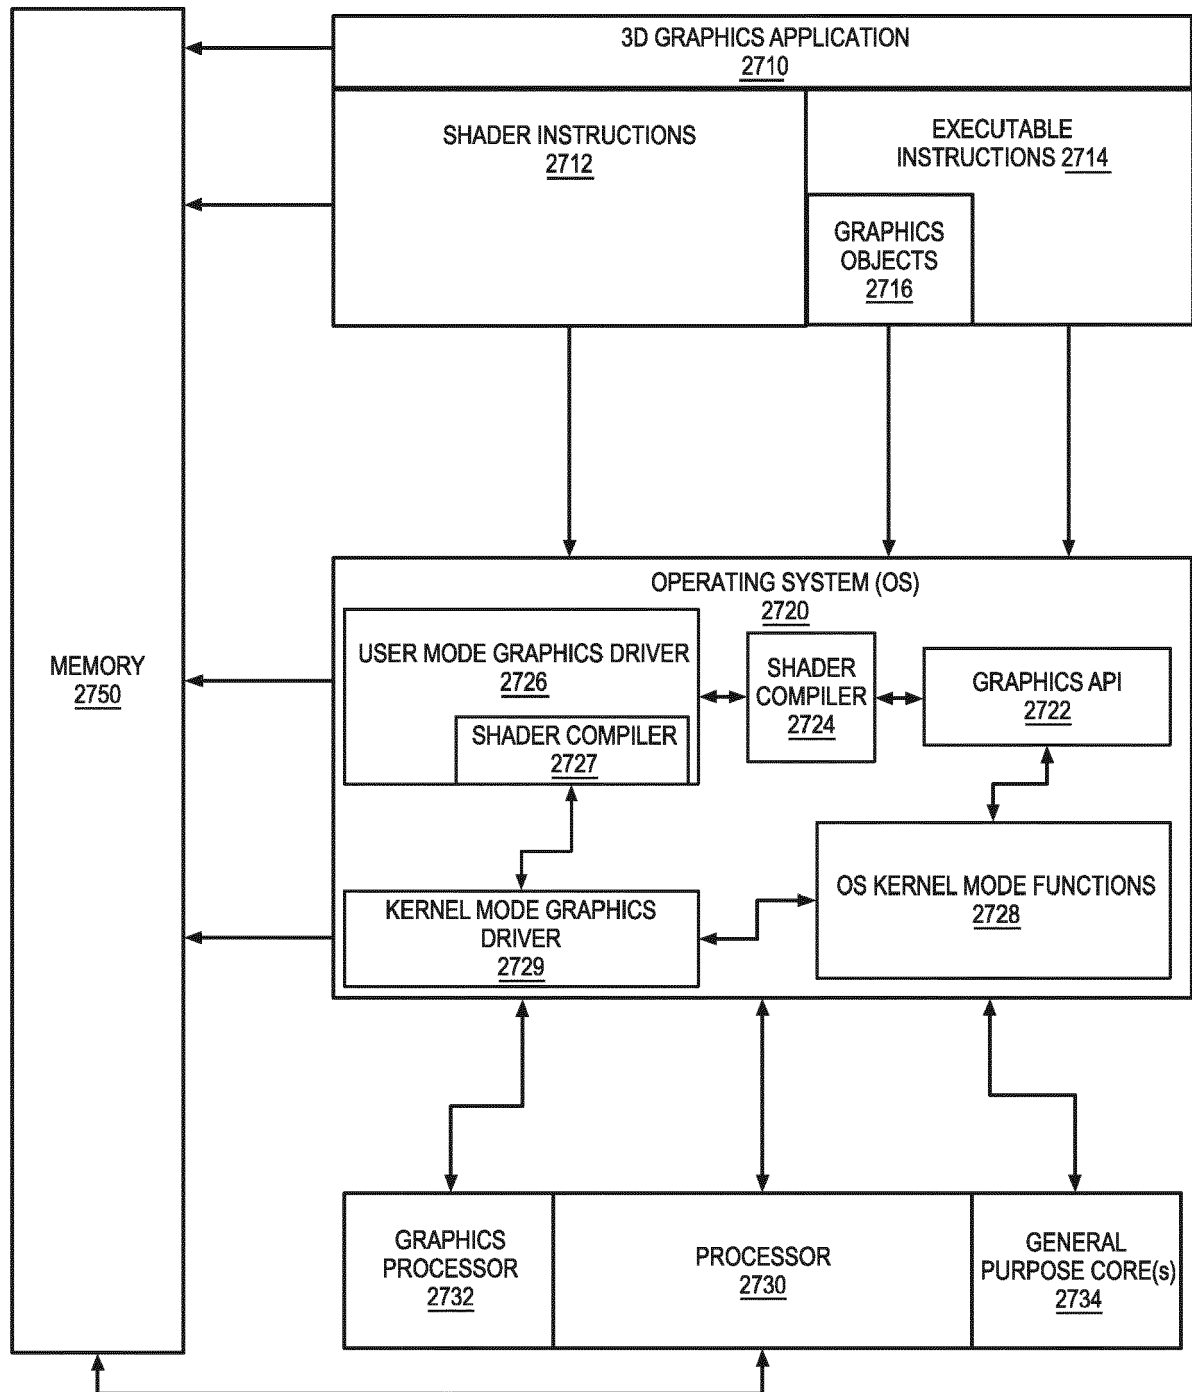 3D GRAPHICS APPLICATION
2710
SHADER INSTRUCTIONS
2712
EXECUTABLE
INSTRUCTIONS 2714
GRAPHICS
OBJECTS
2716
MEMORY
2750
OPERATING SYSTEM (OS)
2720
USER MODE GRAPHICS DRIVER
2726
SHADER COMPILER
2727
SHADER
COMPILER
2724
GRAPHICS API
2722
KERNEL MODE GRAPHICS
DRIVER
2729
OS KERNEL MODE FUNCTIONS
2728
GRAPHICS
PROCESSOR
2732
PROCESSOR
2730
GENERAL
PURPOSE CORE(s)
2734